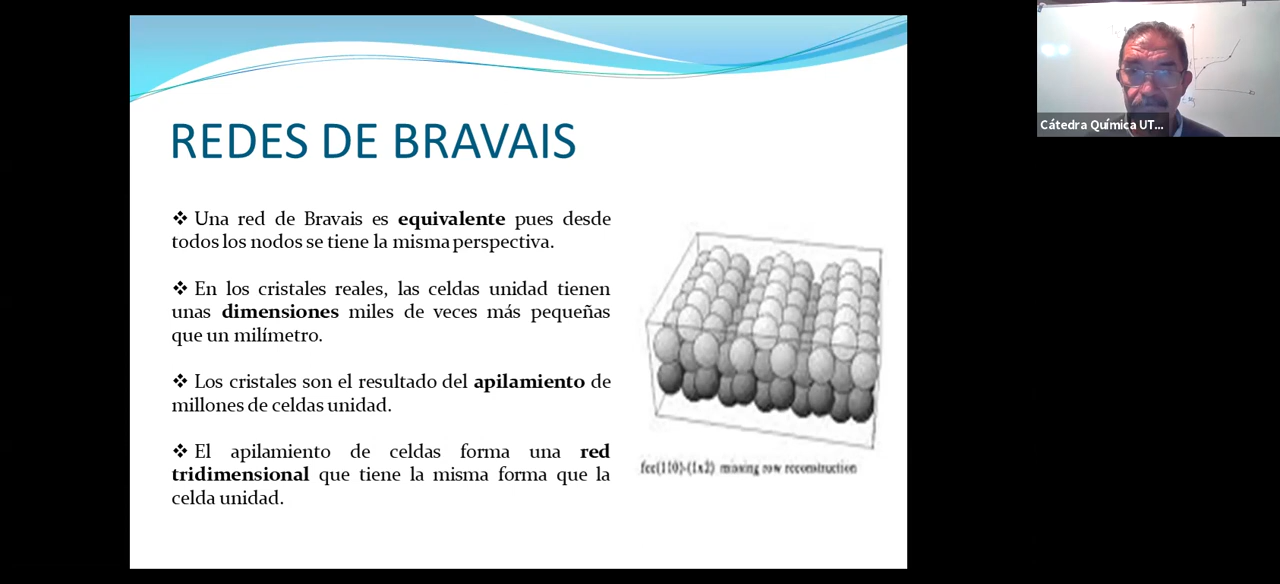 REDES DE BRAVAIS
❖ Una red de Bravais es equivalente pues desde
todos los nodos se tiene la misma perspectiva.
❖ En los cristales reales, las celdas unidad tienen
unas dimensiones miles de veces más pequeñas
que un milímetro.
❖ Los cristales son el resultado del apilamiento de
millones de celdas unidad.
❖ El apilamiento de celdas forma una red
tridimensional que tiene la misma forma que la
celda unidad.
fcc(110)-(1x2) missing row reconstruction
Cátedra Química UT...